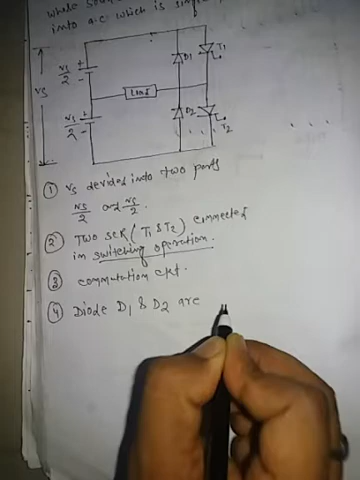 into a.c which is
D1
T1
Vs/2
+
-
Load
Vs
Vs/2
+
-
D2
T2
① Vs devided into two parts
Vs/2 and Vs/2.
② Two SCR (T1 & T2) connected
in switching operation.
③ commutation ckt.
④ Diode D1 & D2 are